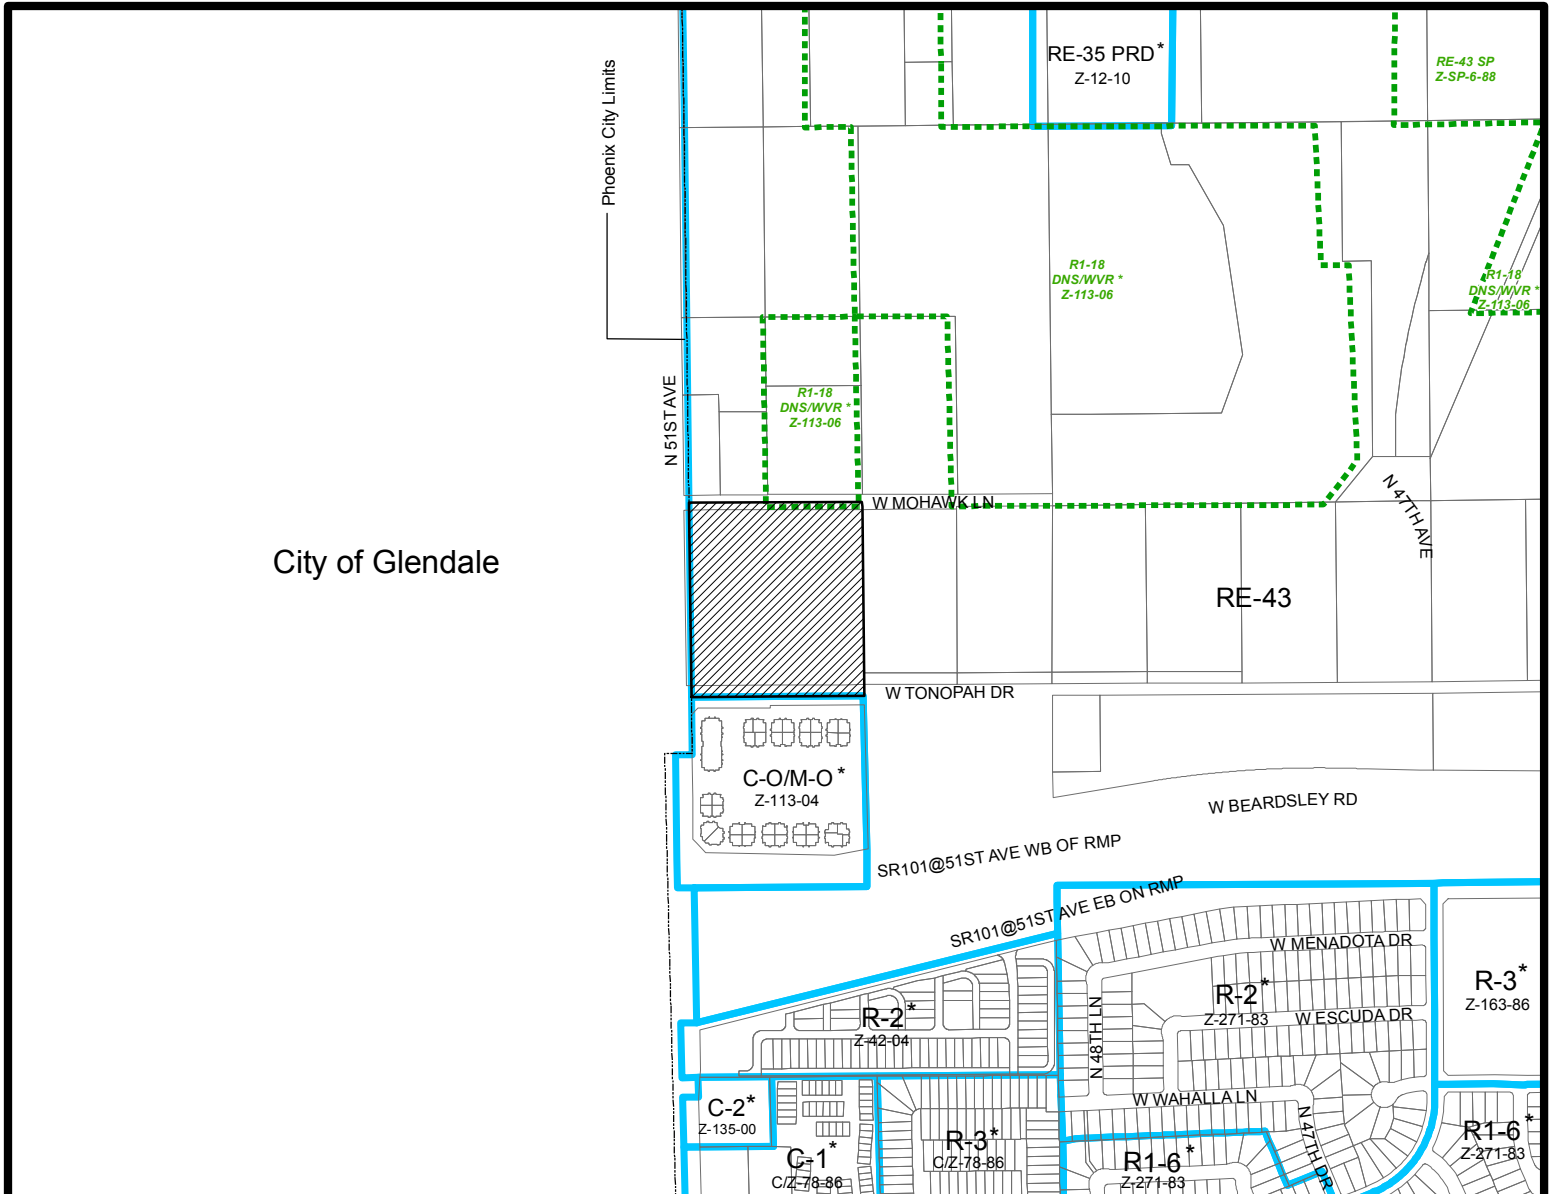 RE-35 PRD*
Z-12-10
RE-43 SP
Z-SP-6-88
Phoenix City Limits
R1-18
DNS/WVR *
Z-113-06
R1-18
DNS/WVR *
Z-113-06
R1-18
DNS/WVR *
Z-113-06
N 51ST AVE
W MOHAWK LN
N 47TH AVE
City of Glendale
RE-43
W TONOPAH DR
C-O/M-O*
Z-113-04
W BEARDSLEY RD
SR101@51ST AVE WB OF RMP
SR101@51ST AVE EB ON RMP
W MENADOTA DR
R-3*
Z-163-86
R-2*
Z-271-83
W ESCUDA DR
R-2*
Z-42-04
N 48TH LN
W WAHALLA LN
N 47TH DR
C-2*
Z-135-00
R-3*
C/Z-78-86
C-1*
C/Z-78-86
R1-6*
Z-271-83
R1-6*
Z-271-83